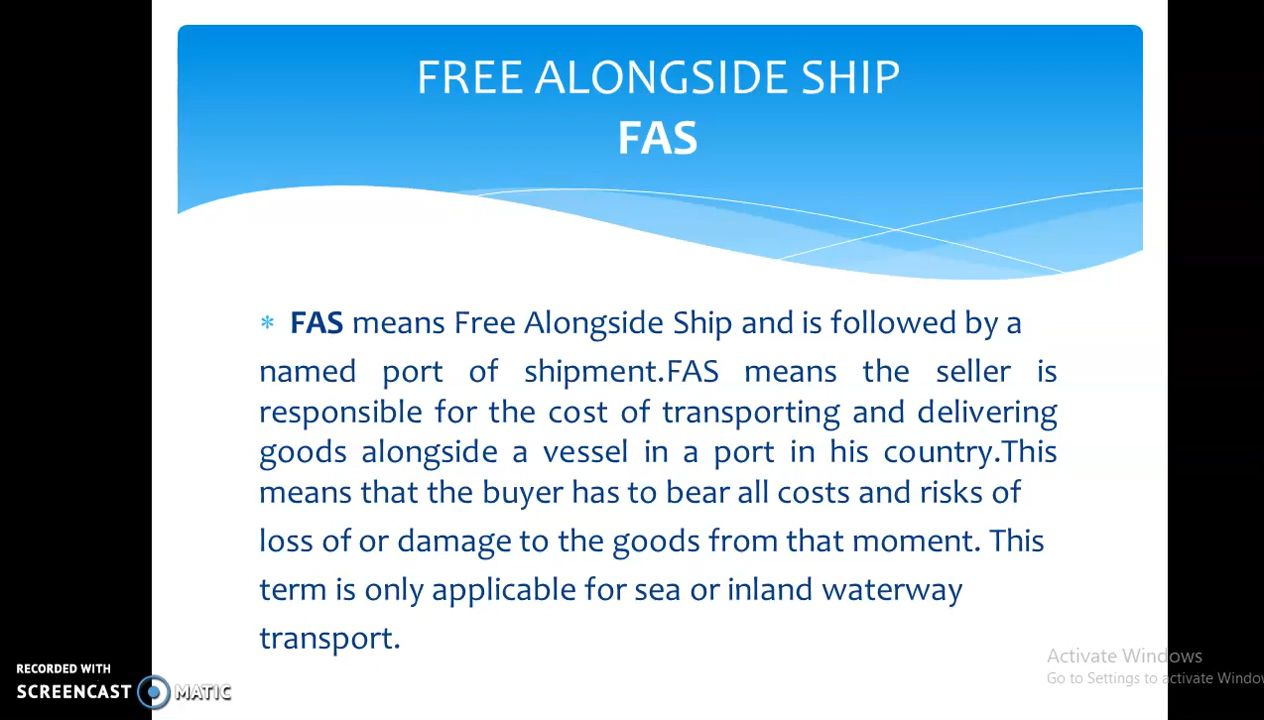 FREE ALONGSIDE SHIP
FAS
* FAS means Free Alongside Ship and is followed by a
named port of shipment.FAS means the seller is
responsible for the cost of transporting and delivering
goods alongside a vessel in a port in his country.This
means that the buyer has to bear all costs and risks of
loss of or damage to the goods from that moment. This
term is only applicable for sea or inland waterway
transport.
Activate Windows
Go to Settings to activate Windo
RECORDED WITH
SCREENCAST MATIC